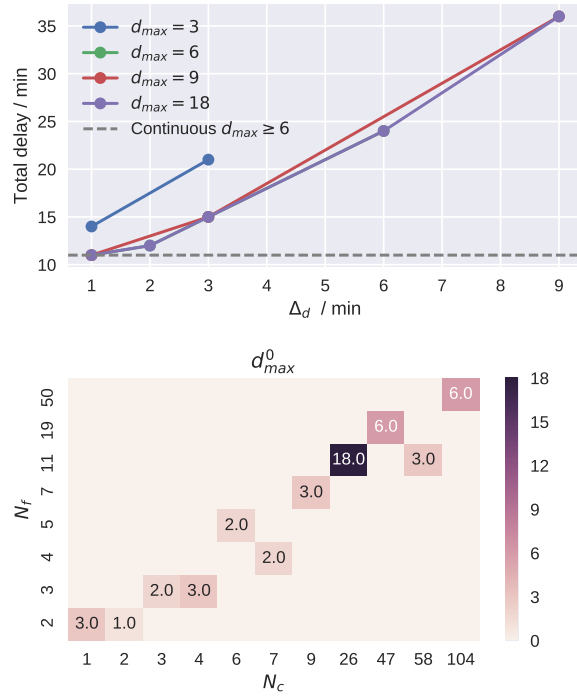 35
30
25
20
15
10
Total delay / min
d_max = 3
d_max = 6
d_max = 9
d_max = 18
Continuous d_max ≥ 6
1 2 3 4 5 6 7 8 9
Δ_d / min
d^0_max
50 6.0
19 6.0
11 18.0 3.0
7 3.0
5 2.0
4 2.0
3 2.0 3.0
2 3.0 1.0
N_f
1 2 3 4 6 7 9 26 47 58 104
N_c
18
15
12
9
6
3
0